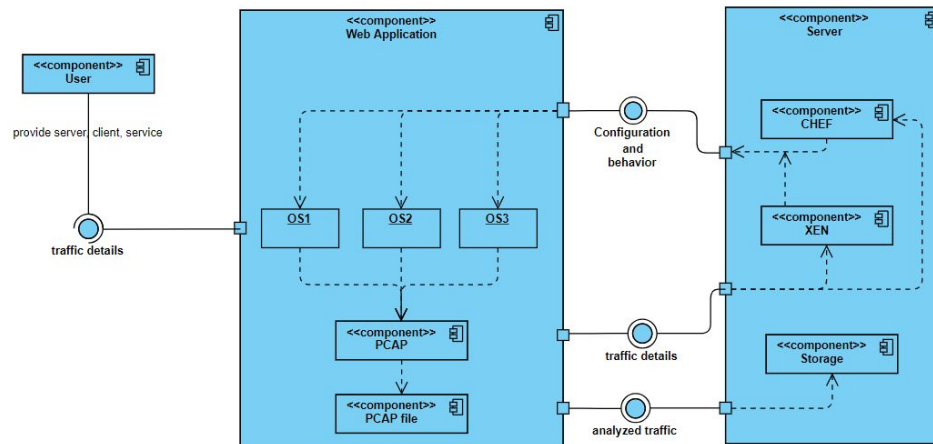 <<component>>
User
provide server, client, service
traffic details
<<component>>
Web Application
OS1
OS2
OS3
<<component>>
PCAP
<<component>>
PCAP file
Configuration
and
behavior
traffic details
analyzed traffic
<<component>>
Server
<<component>>
CHEF
<<component>>
XEN
<<component>>
Storage